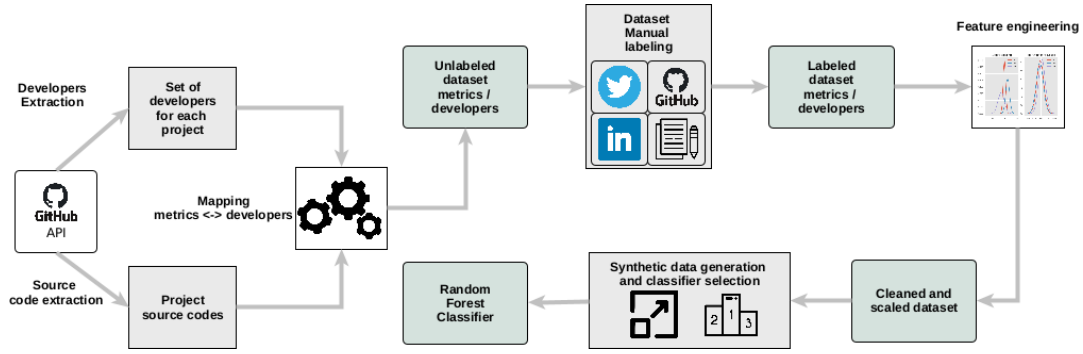 Developers
Extraction
Set of
developers
for each
project
GitHub
API
Source
code extraction
Project
source codes
Mapping
metrics <-> developers
Unlabeled
dataset
metrics /
developers
Dataset
Manual
labeling
GitHub
in
Labeled
dataset
metrics /
developers
Feature engineering
Cleaned and
scaled dataset
Synthetic data generation
and classifier selection
2 1 3
Random
Forest
Classifier